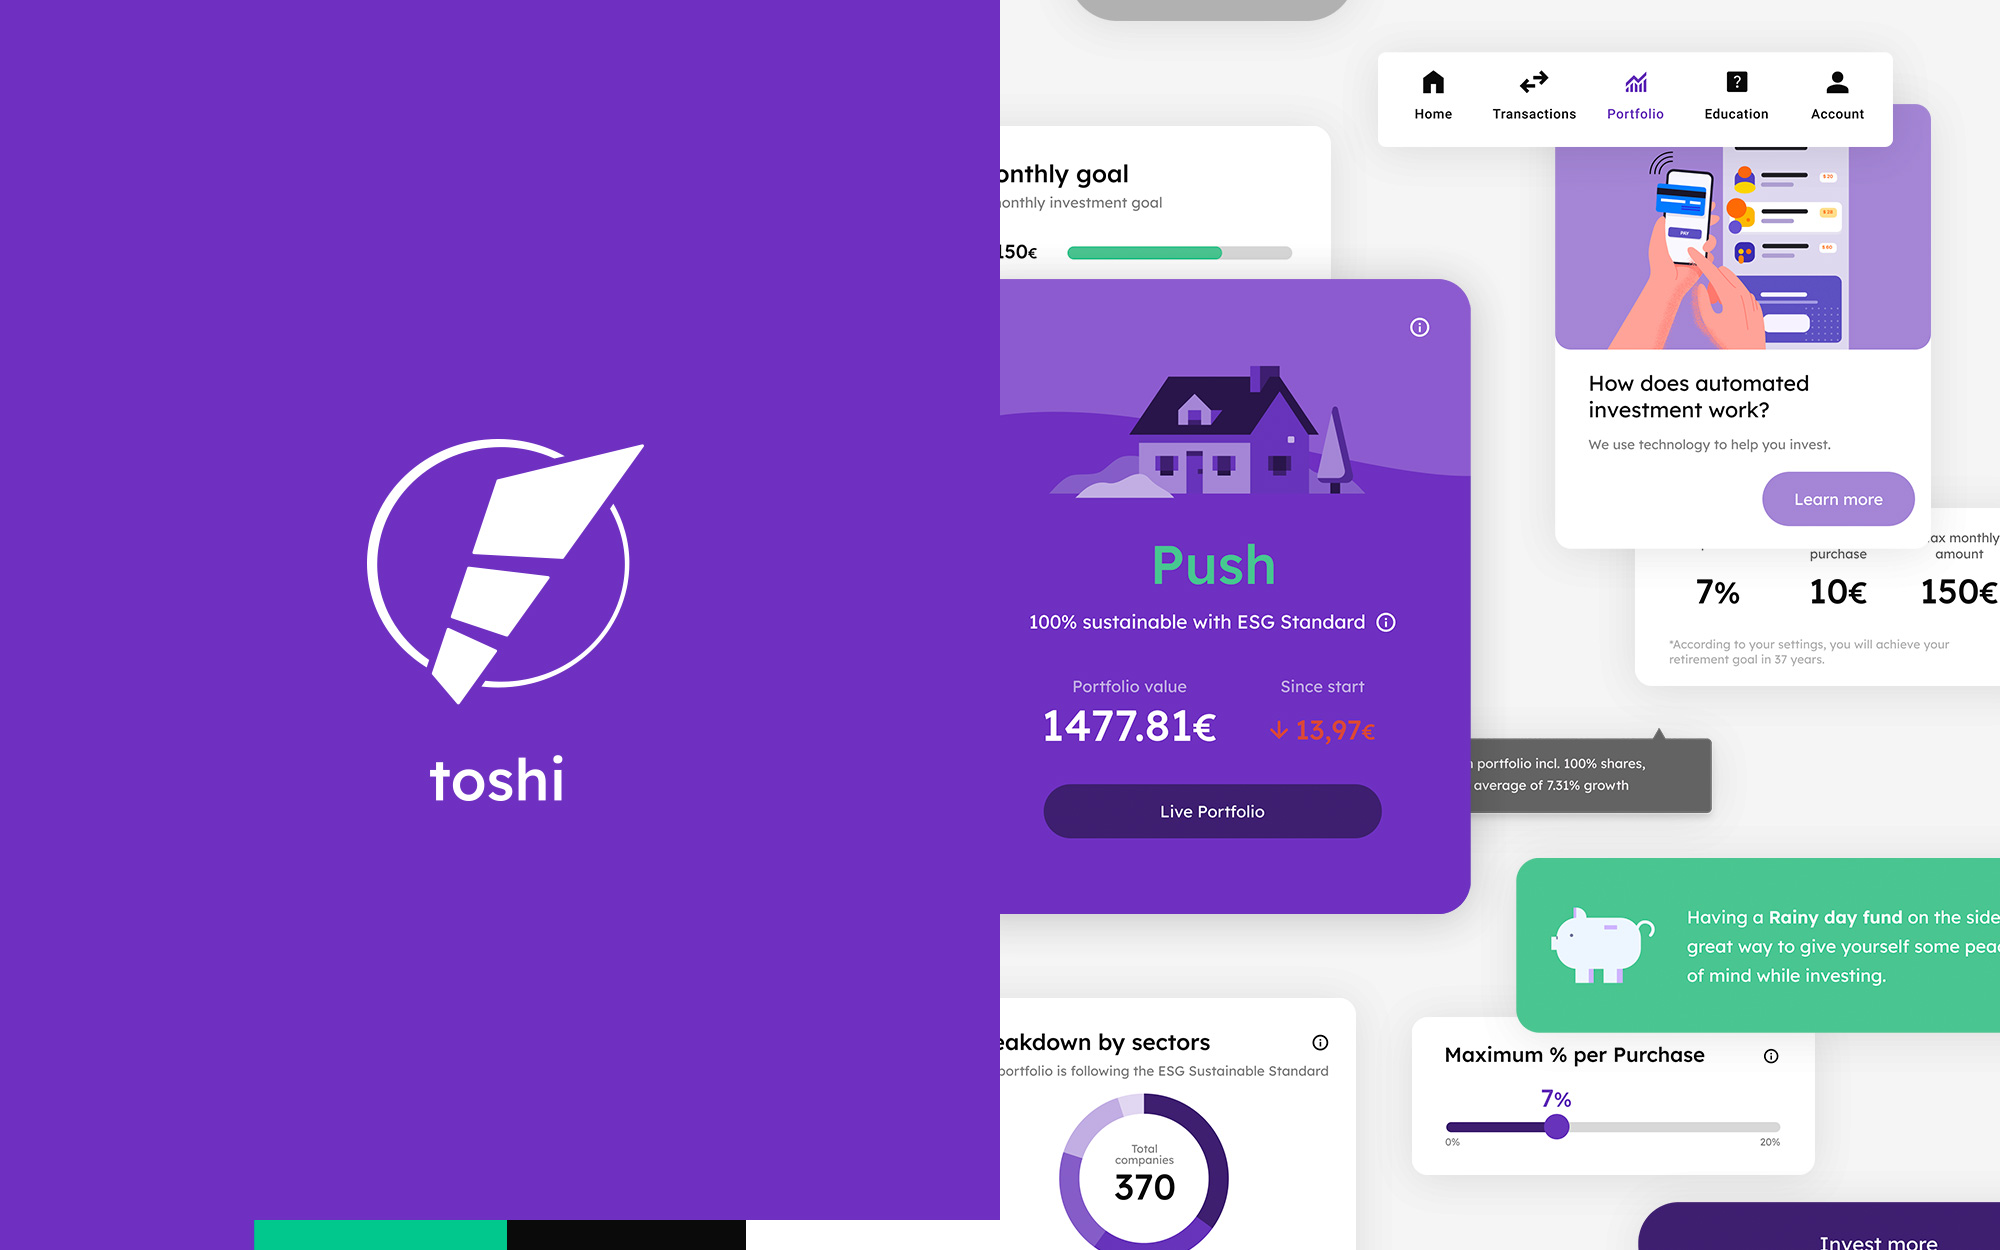 toshi
Home
Transactions
Portfolio
Education
Account
onthly goal
onthly investment goal
150€
PAY
$20
How does automated
investment work?
We use technology to help you invest.
Learn more
Push
100% sustainable with ESG Standard
Portfolio value
Since start
1477.81€
13,97€
Live Portfolio
purchase
ax monthly
amount
7%
10€
150€
*According to your settings, you will achieve your
retirement goal in 37 years.
portfolio incl. 100% shares,
average of 7.31% growth
Having a Rainy day fund on the side
great way to give yourself some peac
of mind while investing.
eakdown by sectors
portfolio is following the ESG Sustainable Standard
Total
companies
370
Maximum % per Purchase
7%
0%
20%
Invest more